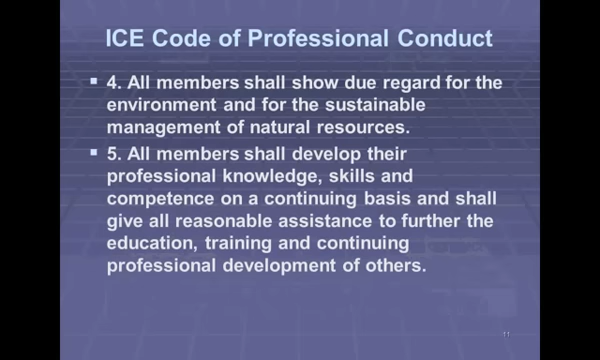 ICE Code of Professional Conduct
▪ 4. All members shall show due regard for the
environment and for the sustainable
management of natural resources.
▪ 5. All members shall develop their
professional knowledge, skills and
competence on a continuing basis and shall
give all reasonable assistance to further the
education, training and continuing
professional development of others.
11